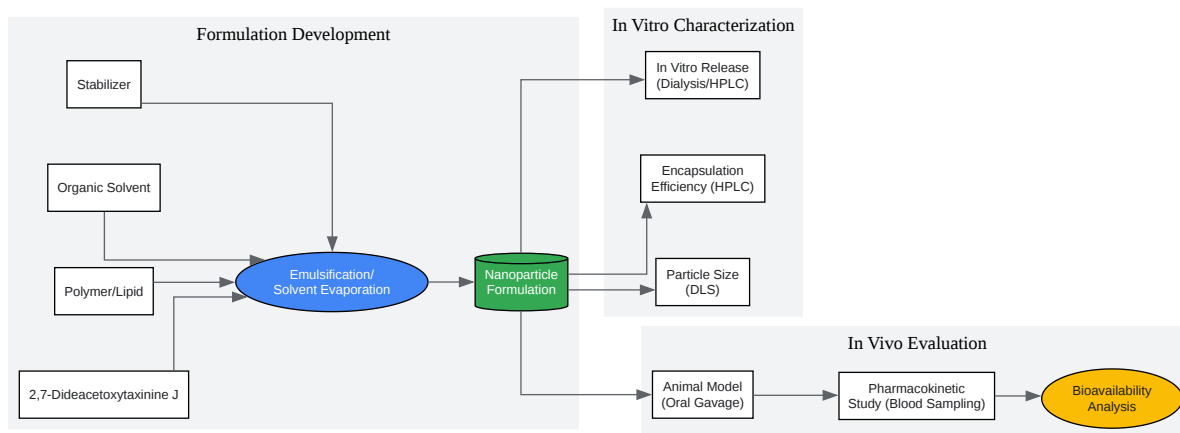 Formulation Development
Stabilizer
Organic Solvent
Polymer/Lipid
2,7-Dideacetoxytaxinine J
Emulsification/
Solvent Evaporation
Nanoparticle
Formulation
In Vitro Characterization
In Vitro Release
(Dialysis/HPLC)
Encapsulation
Efficiency (HPLC)
Particle Size
(DLS)
In Vivo Evaluation
Animal Model
(Oral Gavage)
Pharmacokinetic
Study (Blood Sampling)
Bioavailability
Analysis